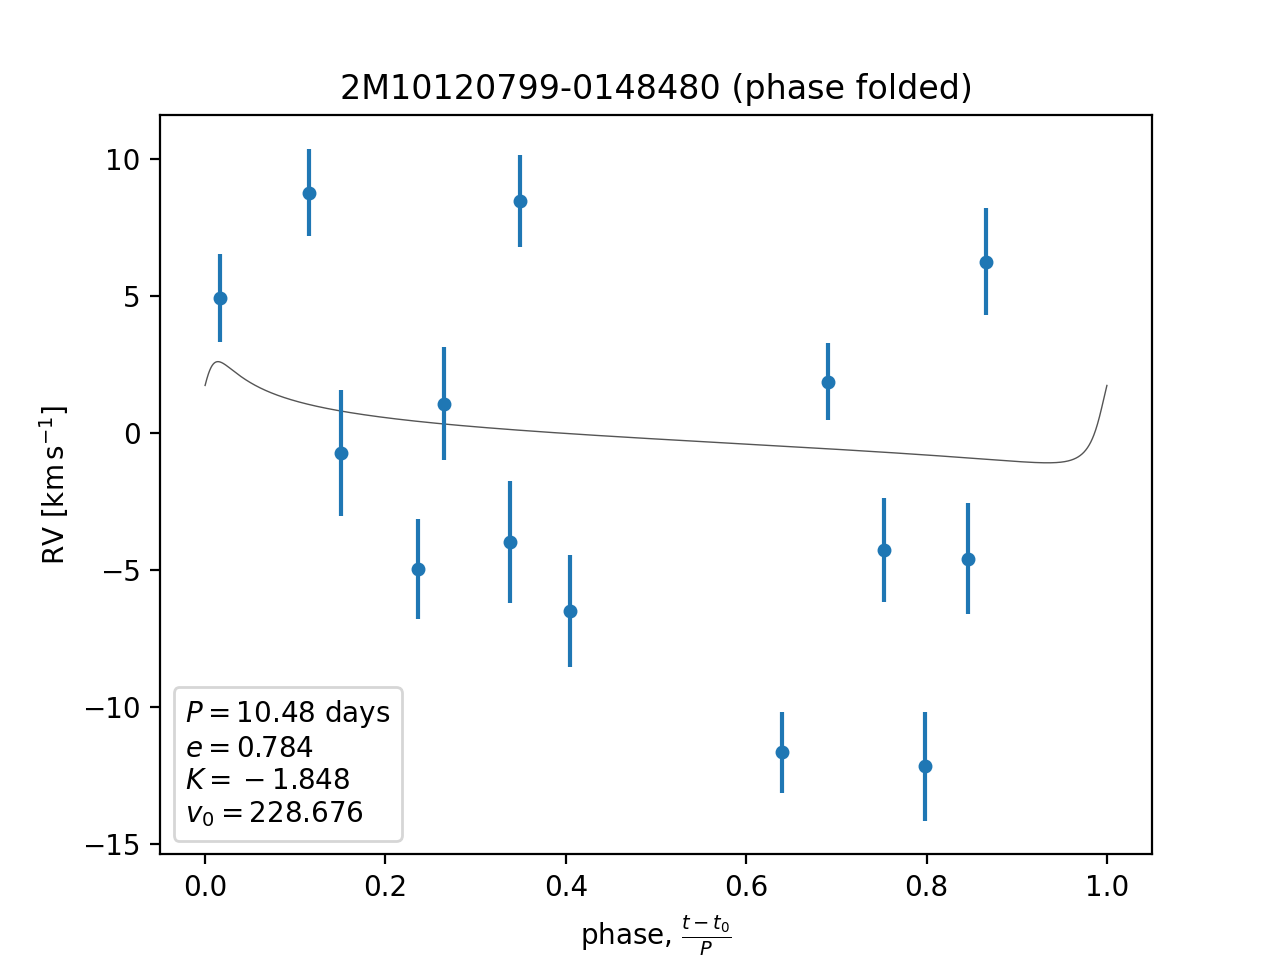 2M10120799-0148480 (phase folded)
10
5
0
−5
−10
−15
RV [km s⁻¹]
P = 10.48 days
e = 0.784
K = −1.848
v₀ = 228.676
0.0 0.2 0.4 0.6 0.8 1.0
phase, (t − t₀)/P